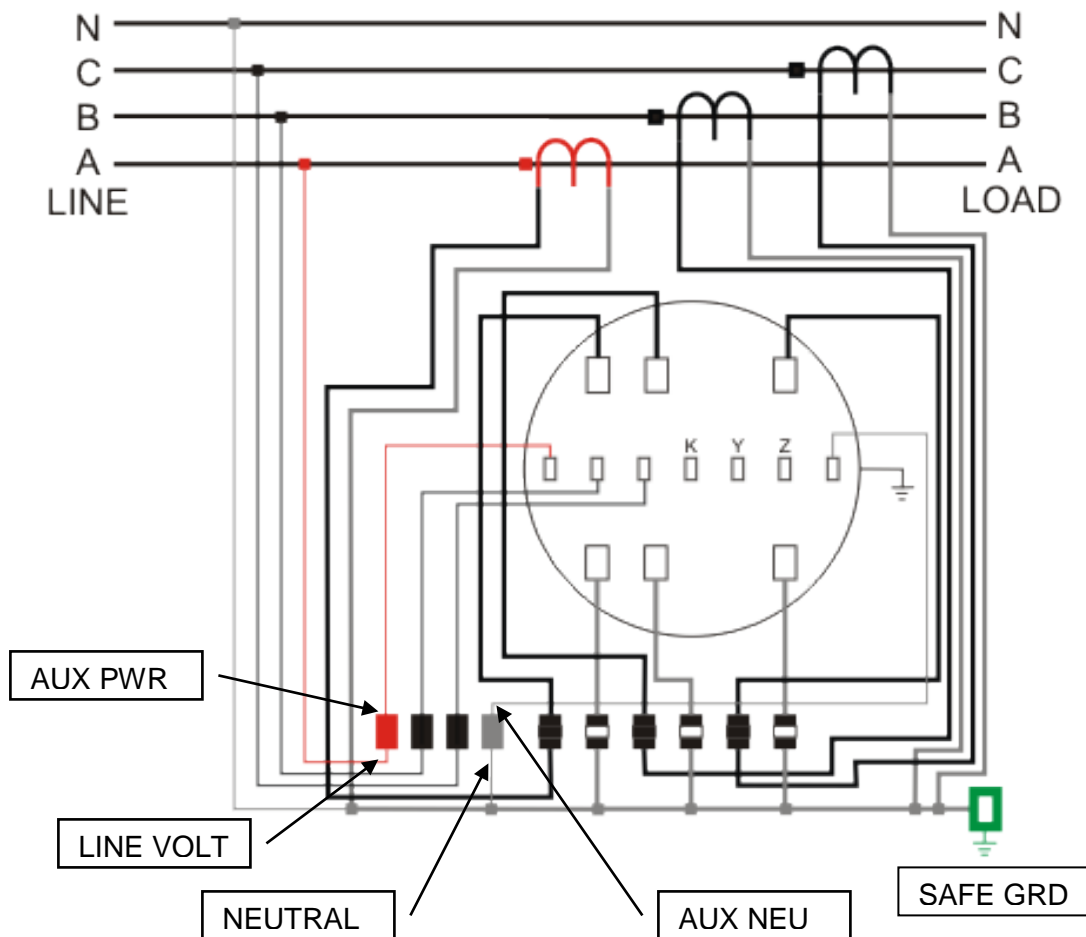 N
N
C
C
B
B
A
A
LINE
LOAD
K Y Z
AUX PWR
LINE VOLT
NEUTRAL
AUX NEU
SAFE GRD